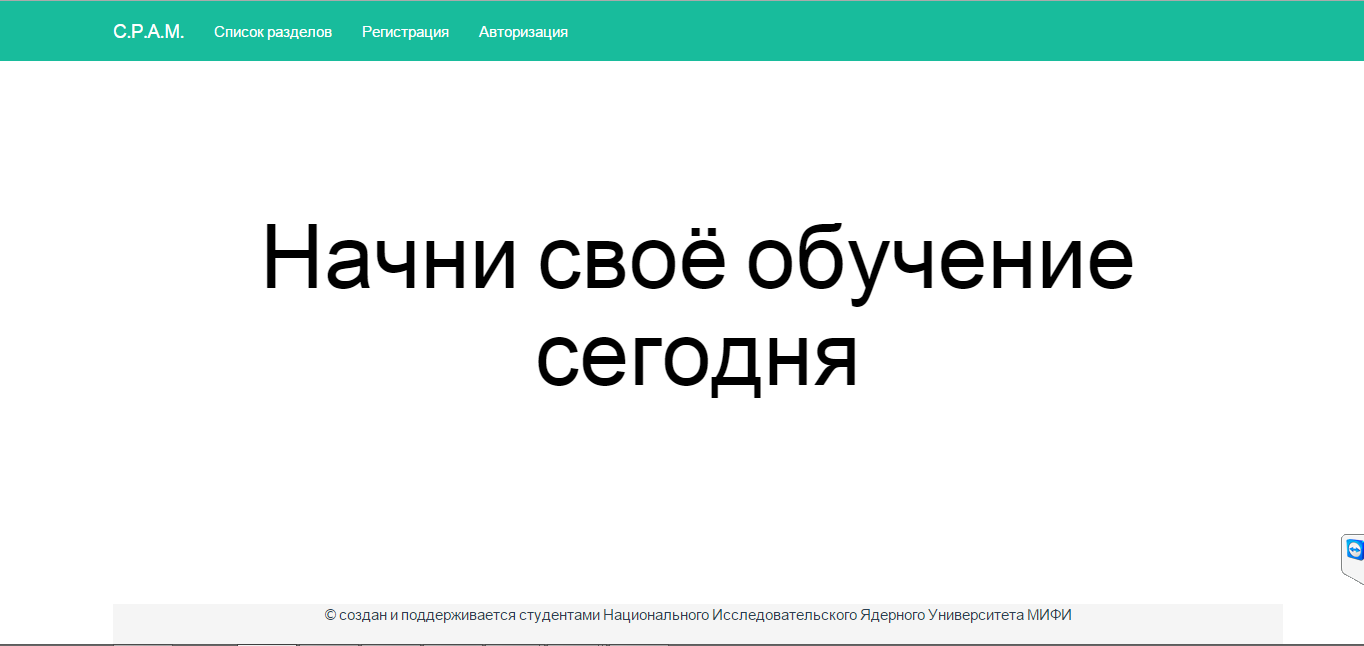 С.Р.А.М. Список разделов Регистрация Авторизация
Начни своё обучение
сегодня
© создан и поддерживается студентами Национального Исследовательского Ядерного Университета МИФИ